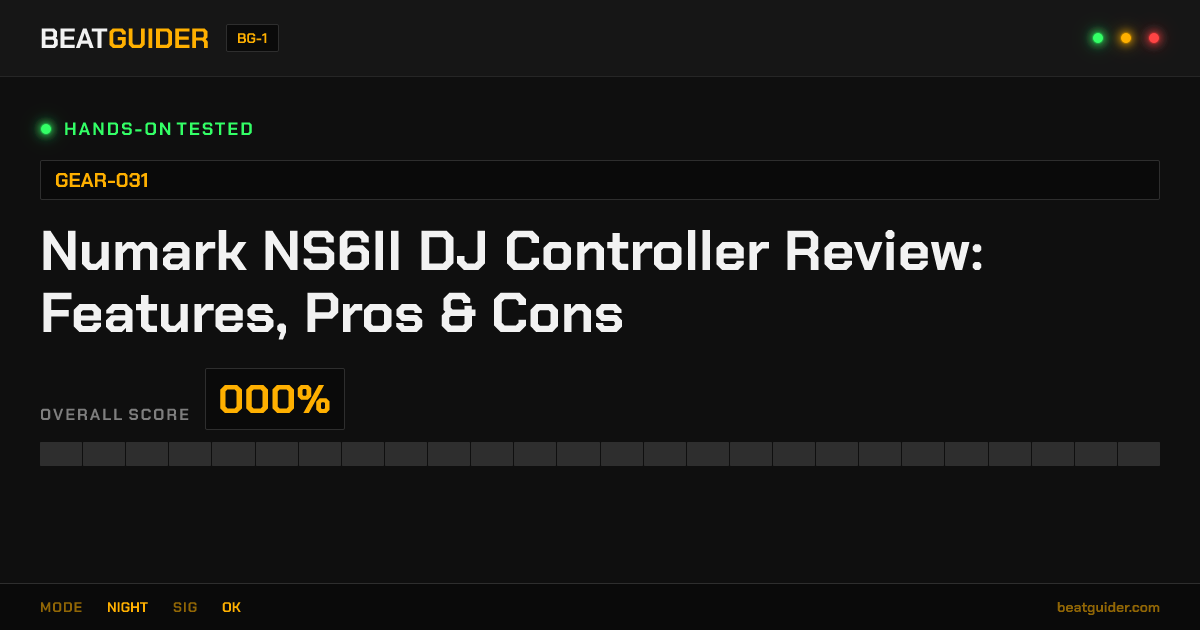 BEATGUIDER BG-1
HANDS-ON TESTED
GEAR-031
Numark NS6II DJ Controller Review:
Features, Pros & Cons
OVERALL SCORE 000%
MODE NIGHT SIG OK beatguider.com